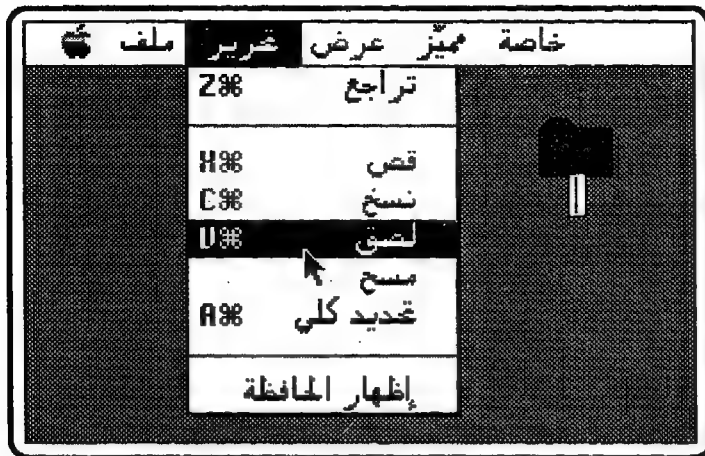 خاصة مميّز عرض تحرير ملف
تراجع ⌘Z
قص ⌘X
نسخ ⌘C
لصق ⌘V
مسح
تحديد كلي ⌘A
إظهار الحافظة